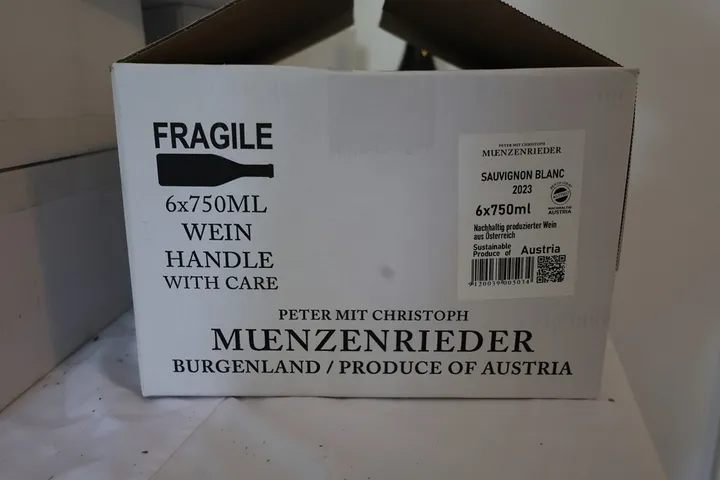 FRAGILE
6x750ML
WEIN
HANDLE
WITH CARE
PETER MIT CHRISTOPH
MUENZENRIEDER
BURGENLAND / PRODUCE OF AUSTRIA
PETER MIT CHRISTOPH
MUENZENRIEDER
SAUVIGNON BLANC
2023
6x750ml
AUSTRIA
Nachhaltig produzierter Wein
aus Österreich
Sustainable
Produce of Austria
9120039005034